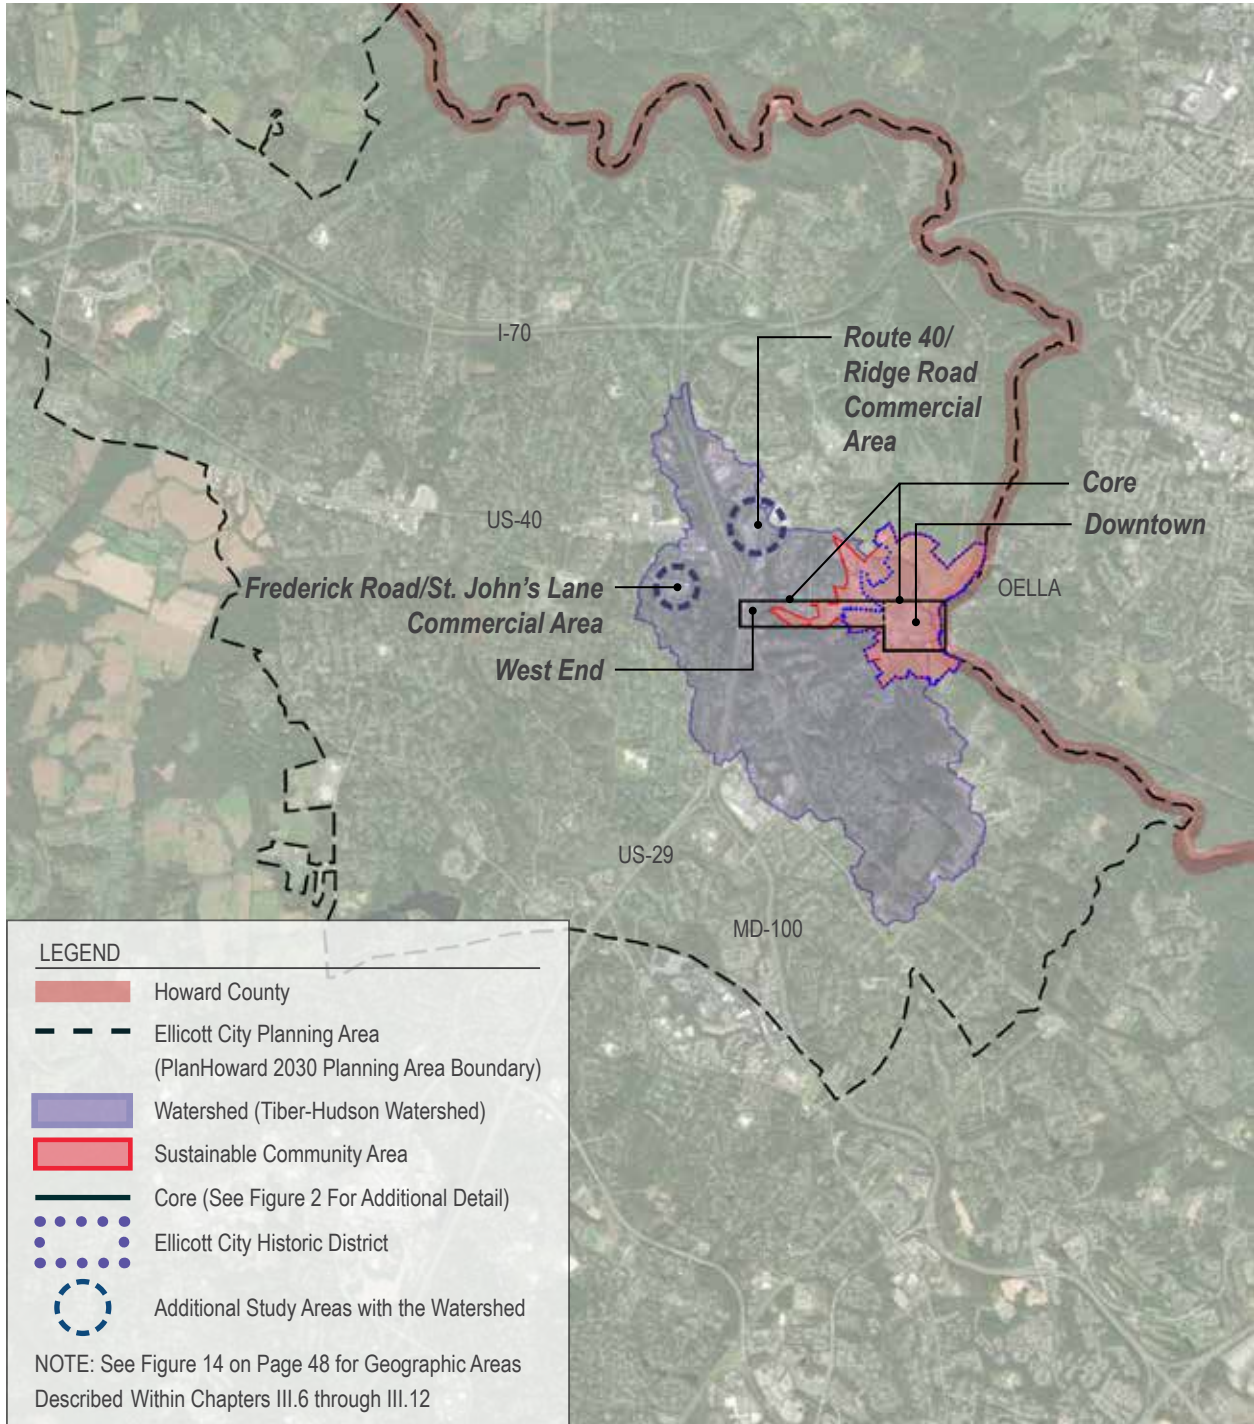 I-70
Route 40/
Ridge Road
Commercial
Area
Core
US-40
Downtown
Frederick Road/St. John's Lane
Commercial Area
OELLA
West End
US-29
MD-100
LEGEND
Howard County
Ellicott City Planning Area
(PlanHoward 2030 Planning Area Boundary)
Watershed (Tiber-Hudson Watershed)
Sustainable Community Area
Core (See Figure 2 For Additional Detail)
Ellicott City Historic District
Additional Study Areas with the Watershed
NOTE: See Figure 14 on Page 48 for Geographic Areas
Described Within Chapters III.6 through III.12